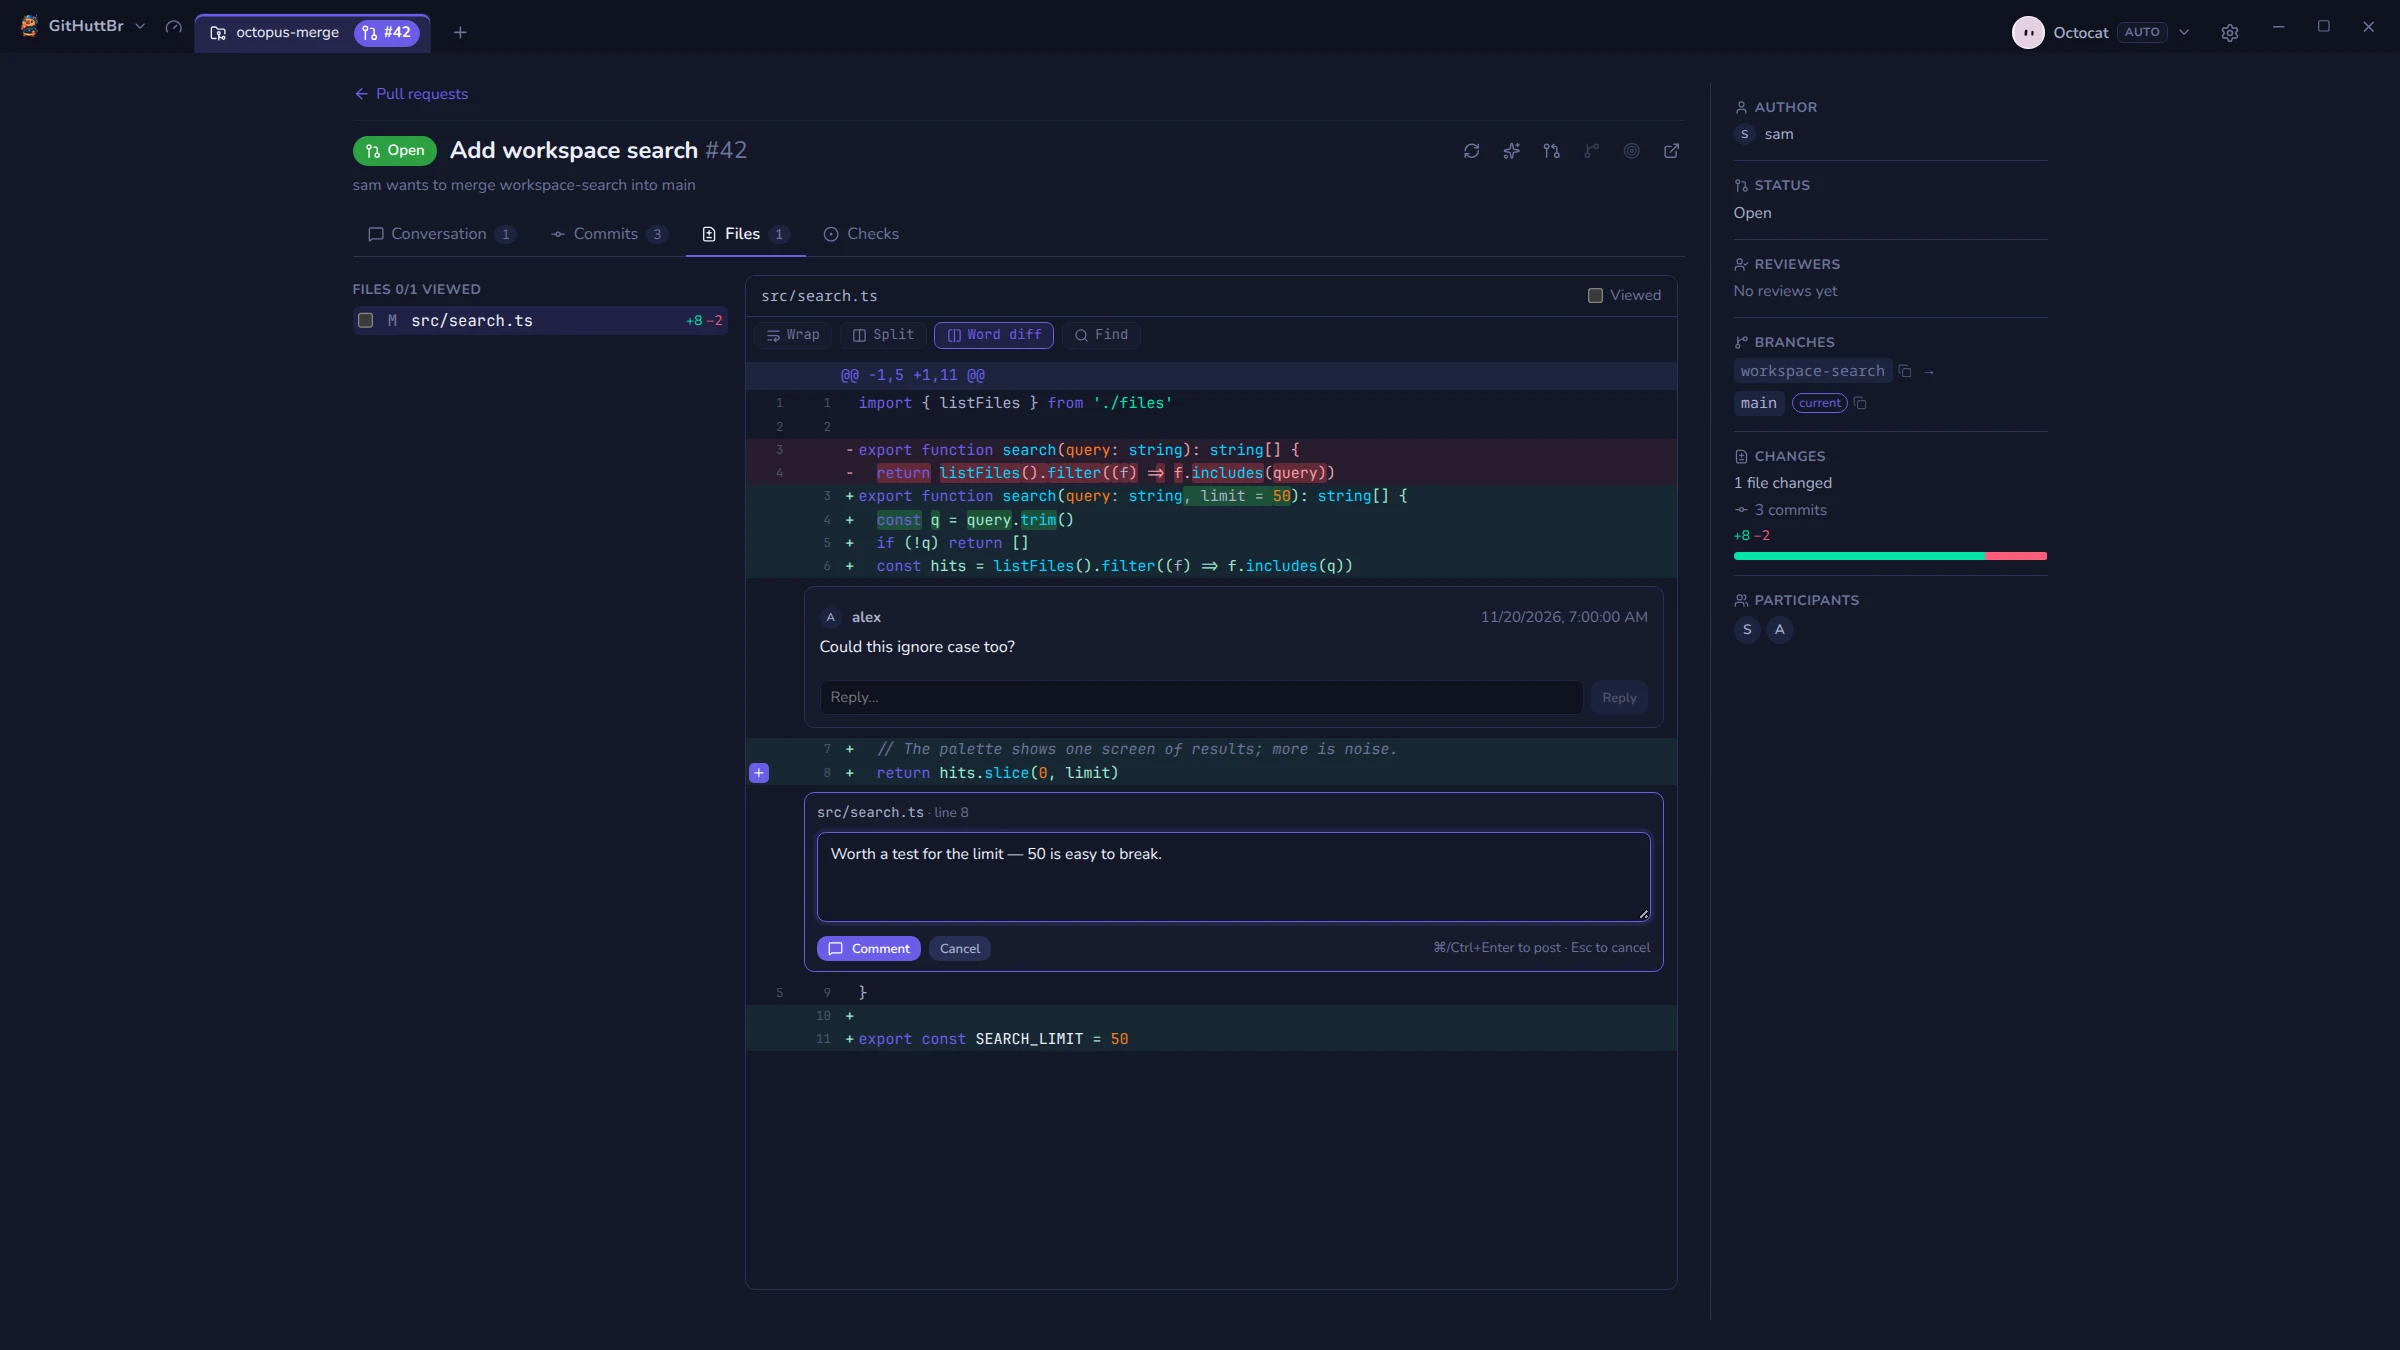 GitHuttBr
octopus-merge #42
Octocat AUTO
Pull requests
Open Add workspace search #42
sam wants to merge workspace-search into main
Conversation 1 Commits 3 Files 1 Checks
FILES 0/1 VIEWED
M src/search.ts +8 −2
src/search.ts Viewed
Wrap Split Word diff Find
@@ -1,5 +1,11 @@
1 1 import { listFiles } from './files'
2 2
3 - export function search(query: string): string[] {
4 - return listFiles().filter((f) => f.includes(query))
3 + export function search(query: string, limit = 50): string[] {
4 + const q = query.trim()
5 + if (!q) return []
6 + const hits = listFiles().filter((f) => f.includes(q))
A alex 11/20/2026, 7:00:00 AM
Could this ignore case too?
Reply... Reply
7 + // The palette shows one screen of results; more is noise.
+ 8 + return hits.slice(0, limit)
src/search.ts · line 8
Worth a test for the limit — 50 is easy to break.
Comment Cancel ⌘/Ctrl+Enter to post · Esc to cancel
5 9 }
10 +
11 + export const SEARCH_LIMIT = 50
AUTHOR
S sam
STATUS
Open
REVIEWERS
No reviews yet
BRANCHES
workspace-search →
main current
CHANGES
1 file changed
3 commits
+8 −2
PARTICIPANTS
S A